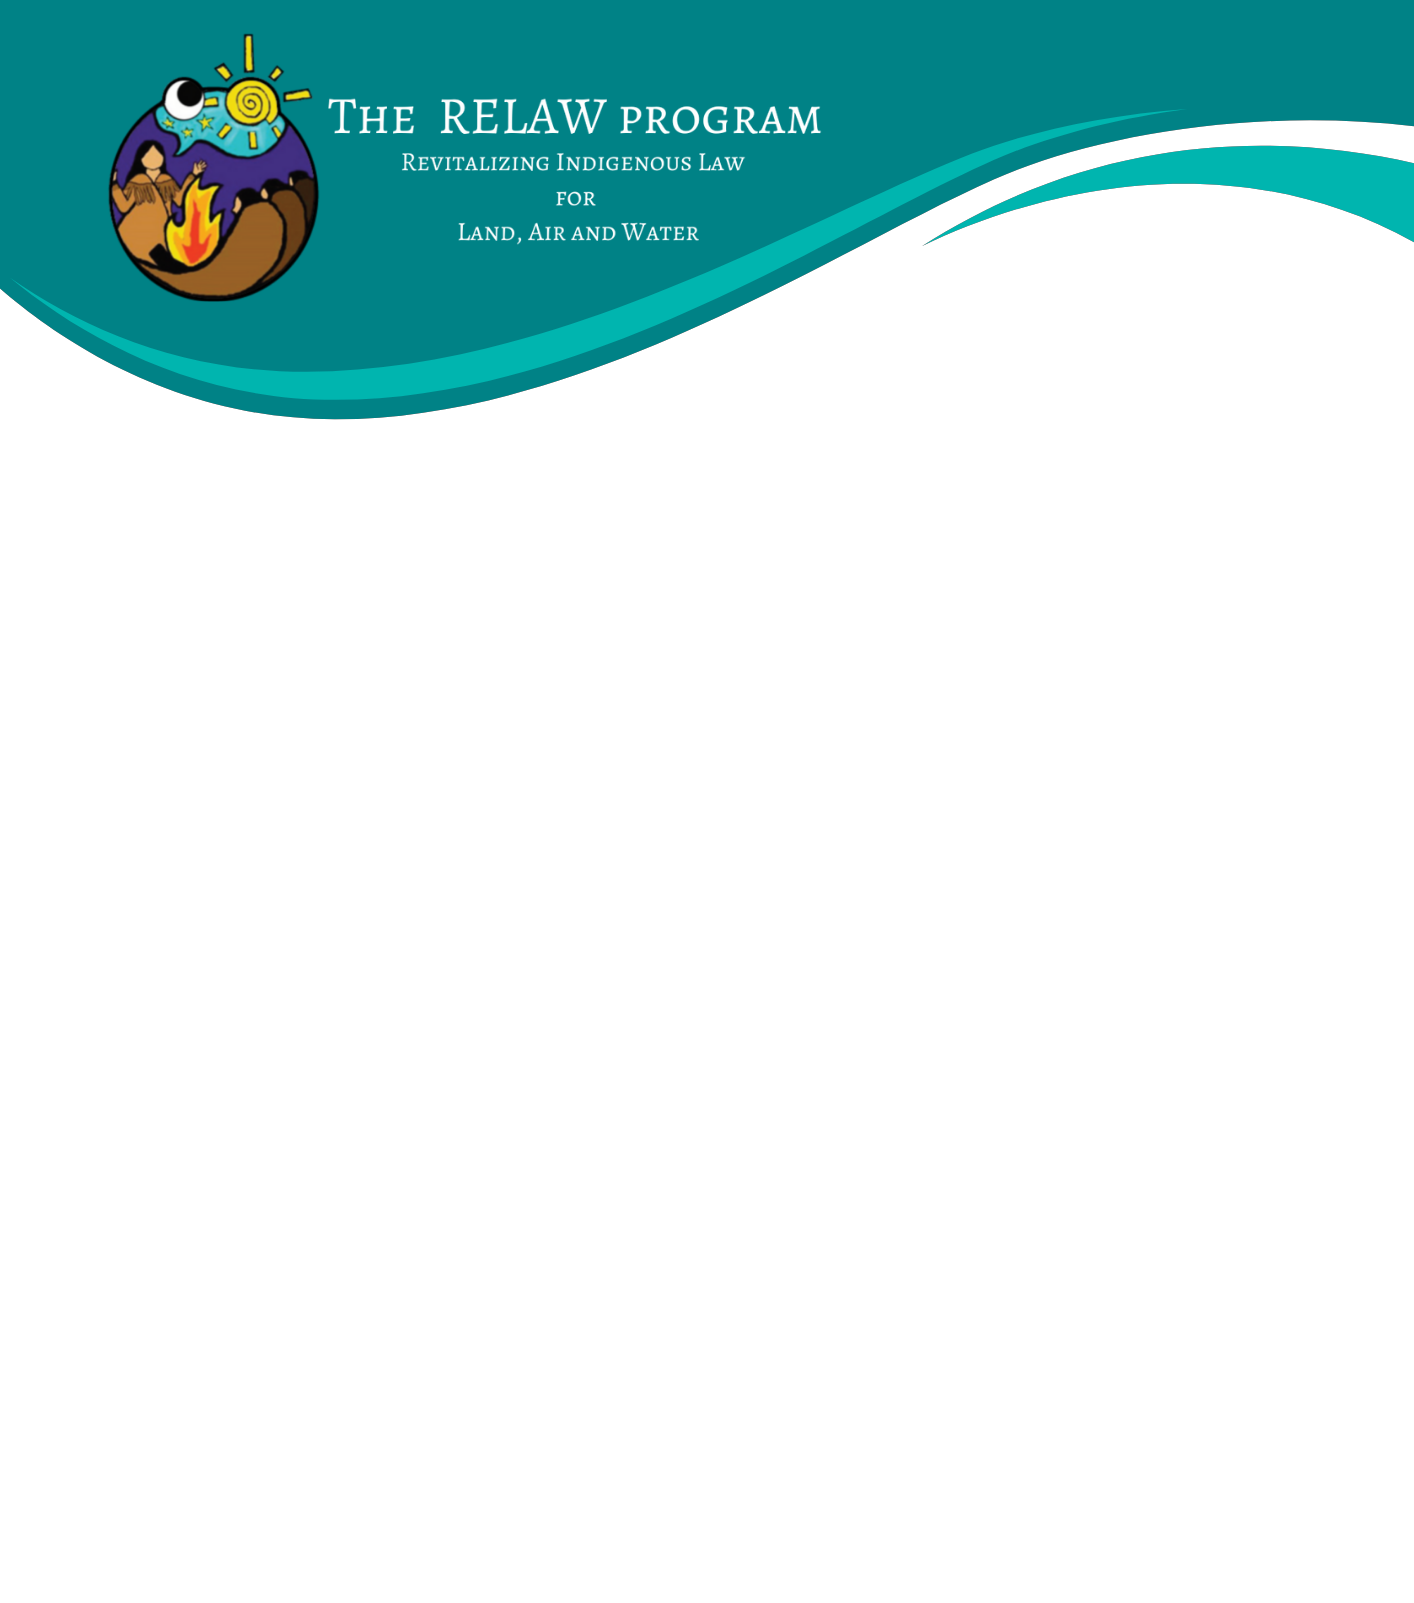 The RELAW program
Revitalizing Indigenous Law
for
Land, Air and Water